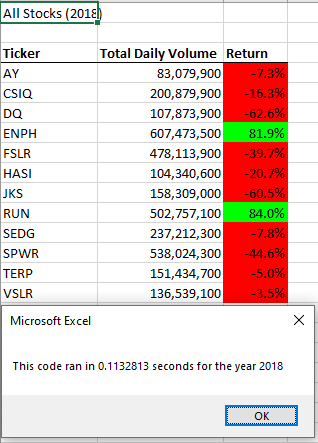 All Stocks (2018)
Ticker Total Daily Volume Return
AY 83,079,900 -7.3%
CSIQ 200,879,900 -16.3%
DQ 107,873,900 -62.6%
ENPH 607,473,500 81.9%
FSLR 478,113,900 -39.7%
HASI 104,340,600 -20.7%
JKS 158,309,000 -60.5%
RUN 502,757,100 84.0%
SEDG 237,212,300 -7.8%
SPWR 538,024,300 -44.6%
TERP 151,434,700 -5.0%
VSLR 136,539,100 -3.5%
Microsoft Excel
This code ran in 0.1132813 seconds for the year 2018
OK